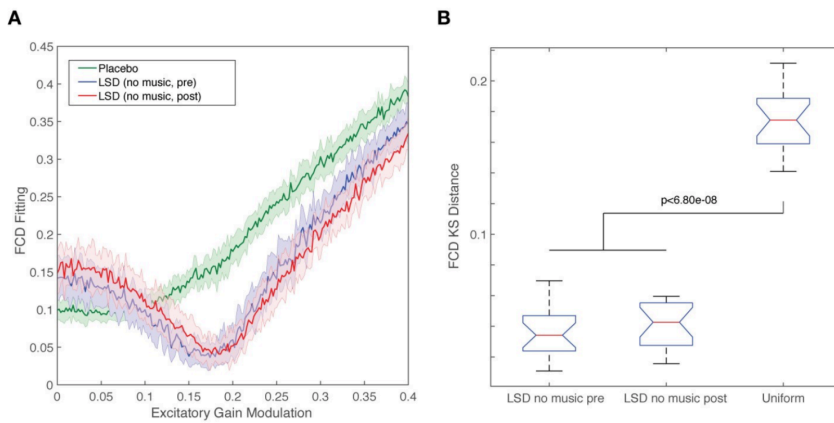 A
0.45
0.4
0.35
0.3
0.25
0.2
0.15
0.1
0.05
0
FCD Fitting
Placebo
LSD (no music, pre)
LSD (no music, post)
0 0.05 0.1 0.15 0.2 0.25 0.3 0.35 0.4
Excitatory Gain Modulation
B
0.2
0.1
FCD KS Distance
p<6.80e-08
LSD no music pre LSD no music post Uniform